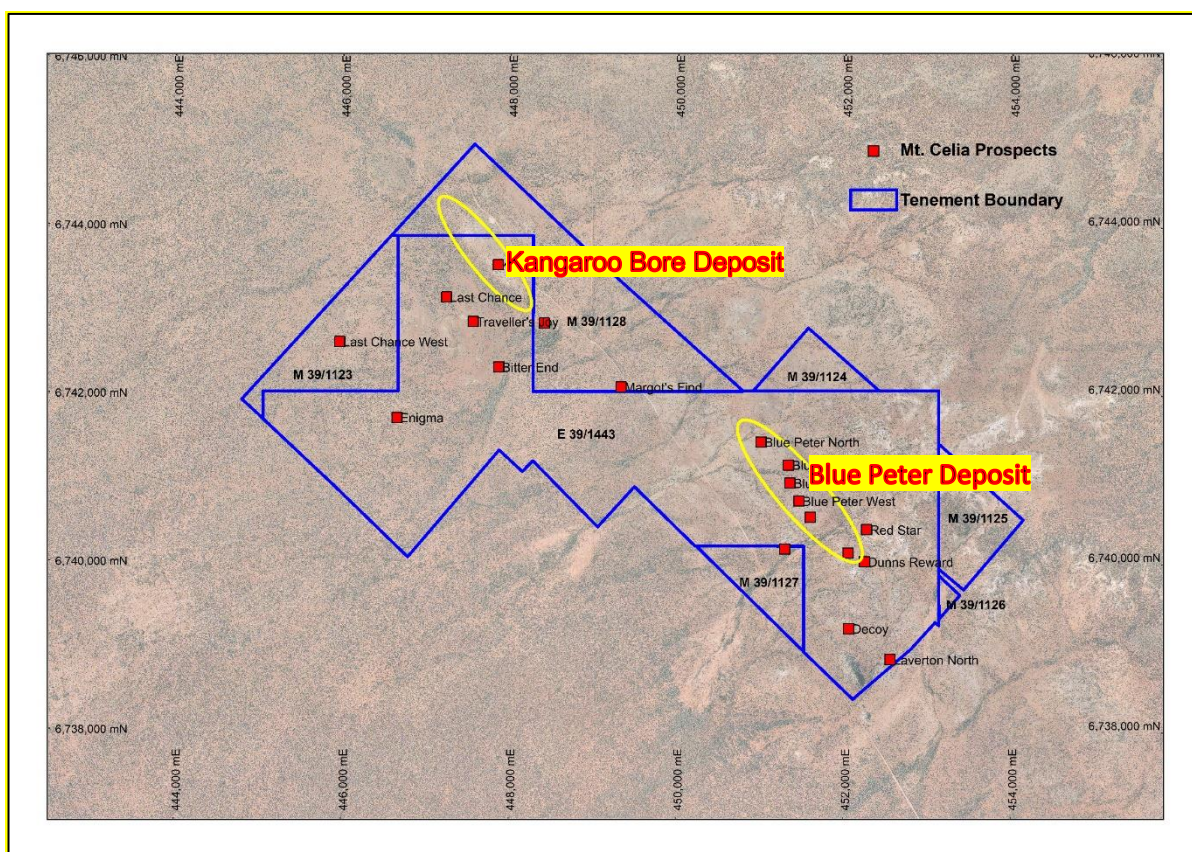 444,000 mE
446,000 mE
448,000 mE
450,000 mE
452,000 mE
454,000 mE
6,746,000 mN
Mt. Celia Prospects
Tenement Boundary
6,744,000 mN
6,744,000 mN
Kangaroo Bore Deposit
Last Chance
Traveller's Joy
M 39/1128
Last Chance West
Bitter End
M 39/1123
M 39/1124
Margot's Find
6,742,000 mN
6,742,000 mN
Enigma
E 39/1443
Blue Peter North
Blue Peter Deposit
Blue Peter West
M 39/1125
Red Star
6,740,000 mN
6,740,000 mN
Dunns Reward
M 39/1127
M 39/1126
Decoy
Laverton North
6,738,000 mN
6,738,000 mN
444,000 mE
446,000 mE
448,000 mE
450,000 mE
452,000 mE
454,000 mE